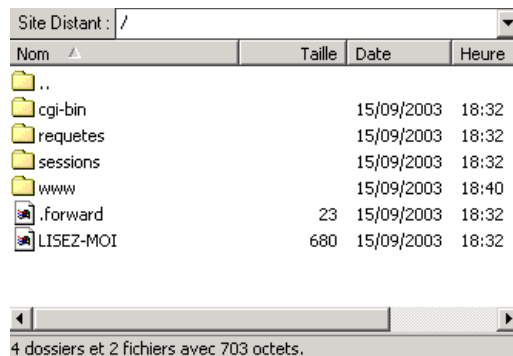 Site Distant : /
Nom Taille Date Heure
..
cgi-bin 15/09/2003 18:32
requetes 15/09/2003 18:32
sessions 15/09/2003 18:32
www 15/09/2003 18:40
.forward 23 15/09/2003 18:32
LISEZ-MOI 680 15/09/2003 18:32
4 dossiers et 2 fichiers avec 703 octets.